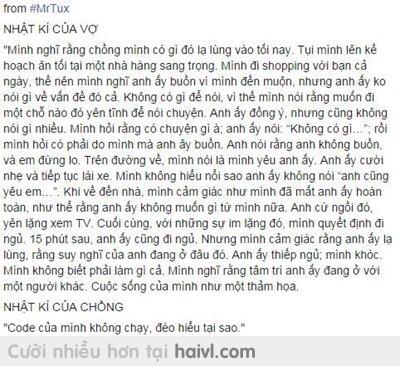 from #MrTux
NHẬT KÍ CỦA VỢ
"Mình nghĩ rằng chồng mình có gì đó lạ lùng vào tối nay. Tụi mình lên kế
hoạch ăn tối tại một nhà hàng sang trọng. Mình đi shopping với bạn cả
ngày, thế nên mình nghĩ anh ấy buồn vì mình đến muộn, nhưng anh ấy ko
nói gì về vấn đề đó cả. Không có gì để nói, vì thế mình nói rằng muốn đi
một chỗ nào đó yên tĩnh để nói chuyện. Anh ấy đồng ý, nhưng cũng không
nói gì nhiều. Mình hỏi rằng có chuyện gì à; anh ấy nói: “Không có gì…”; rồi
mình hỏi có phải do mình mà anh ây buồn. Anh nói rằng anh không buồn,
và em đừng lo. Trên đường về, mình nói là mình yêu anh ấy. Anh ấy cười
nhẹ và tiếp tục lái xe. Mình không hiểu nổi sao anh ấy không nói “anh cũng
yêu em…”. Khi về đến nhà, mình cảm giác như mình đã mất anh ấy hoàn
toàn, như thể rằng anh ấy không muốn gì từ mình nữa. Anh cứ ngồi đó,
yên lặng xem TV. Cuối cùng, với những sự im lặng đó, mình quyết định đi
ngủ. 15 phút sau, anh ấy cũng đi ngủ. Nhưng mình cảm giác rằng anh ấy lạ
lùng, rằng suy nghĩ của anh đang ở đâu đó. Anh ấy thiếp ngủ; mình khóc.
Mình không biết phải làm gì cả. Mình nghĩ rằng tâm trí anh ấy đang ở với
một người khác. Cuộc sống của mình như một thảm họa.
NHẬT KÍ CỦA CHỒNG
"Code của mình không chạy, đéo hiểu tại sao."
Cười nhiều hơn tại haivl.com